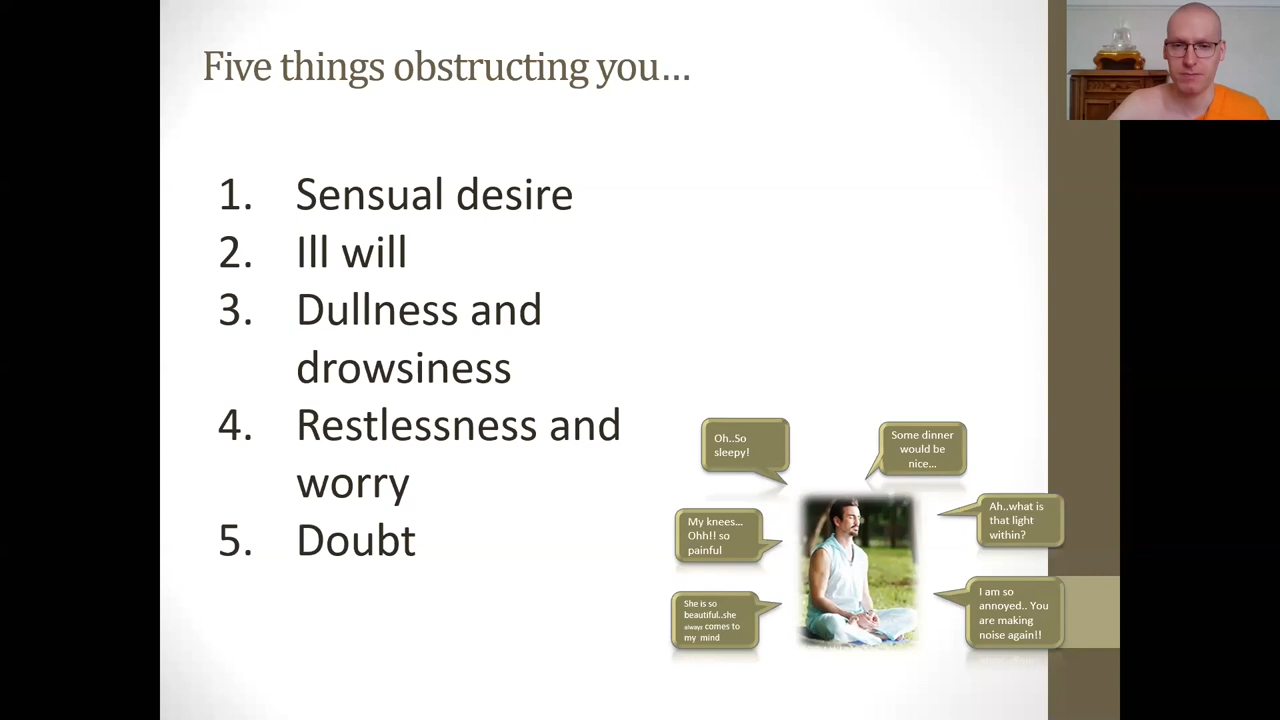 Five things obstructing you...
1. Sensual desire
2. Ill will
3. Dullness and
drowsiness
4. Restlessness and
worry
5. Doubt
Oh..So
sleepy!
Some dinner
would be
nice...
My knees...
Ohh!! so
painful
Ah..what is
that light
within?
She is so
beautiful..she
always comes to
my mind
I am so
annoyed.. You
are making
noise again!!